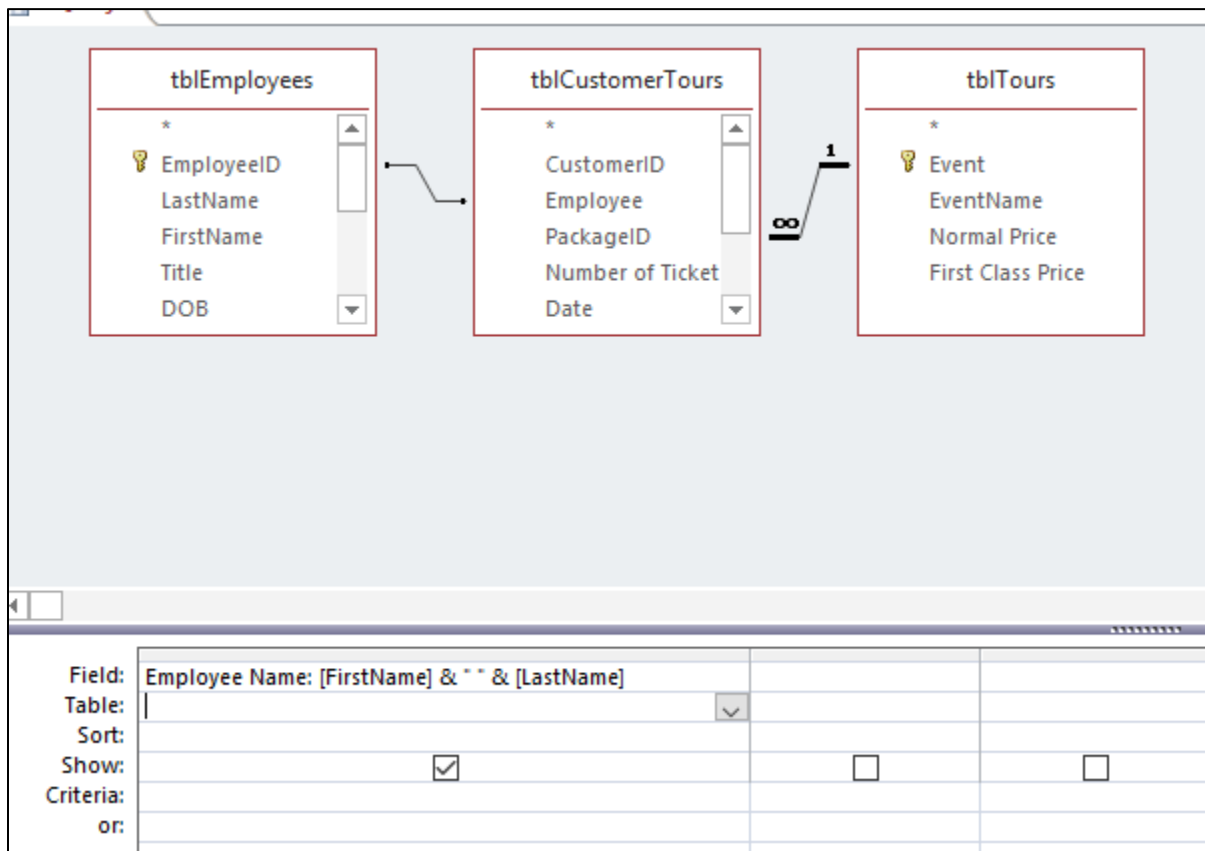 tblEmployees
*
EmployeeID
LastName
FirstName
Title
DOB
tblCustomerTours
*
CustomerID
Employee
PackageID
Number of Ticket
Date
∞
1
tblTours
*
Event
EventName
Normal Price
First Class Price
Field: Employee Name: [FirstName] & " " & [LastName]
Table:
Sort:
Show:
Criteria:
or: